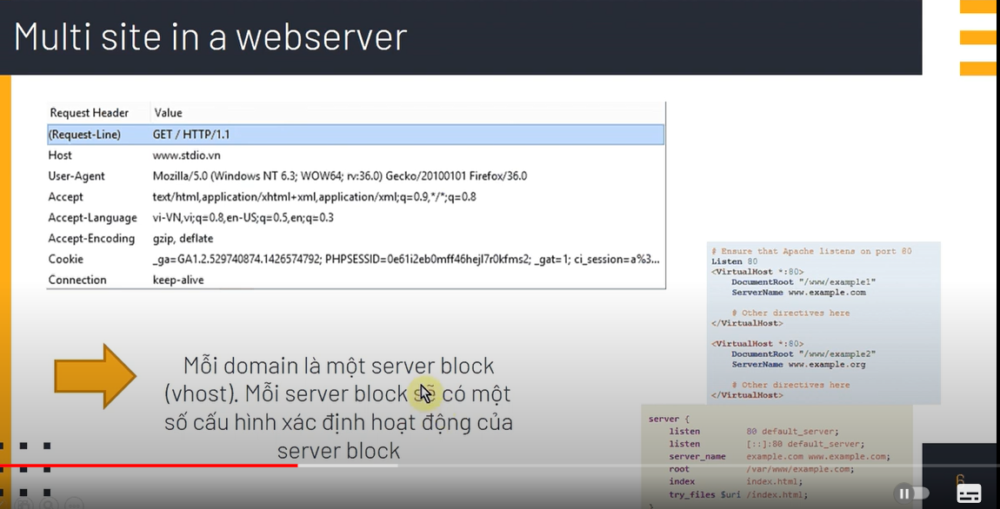 Multi site in a webserver
Request Header Value
(Request-Line) GET / HTTP/1.1
Host www.stdio.vn
User-Agent Mozilla/5.0 (Windows NT 6.3; WOW64; rv:36.0) Gecko/20100101 Firefox/36.0
Accept text/html,application/xhtml+xml,application/xml;q=0.9,*/*;q=0.8
Accept-Language vi-VN,vi;q=0.8,en-US;q=0.5,en;q=0.3
Accept-Encoding gzip, deflate
Cookie _ga=GA1.2.529740874.1426574792; PHPSESSID=0e61i2eb0mff46hejl7r0kfms2; _gat=1; ci_session=a%3...
Connection keep-alive
Mỗi domain là một server block
(vhost). Mỗi server block sẽ có một
số cấu hình xác định hoạt động của
server block
# Ensure that Apache listens on port 80
Listen 80
<VirtualHost *:80>
DocumentRoot "/www/example1"
ServerName www.example.com
# Other directives here
</VirtualHost>
<VirtualHost *:80>
DocumentRoot "/www/example2"
ServerName www.example.org
# Other directives here
</VirtualHost>
server {
listen 80 default_server;
listen [::]:80 default_server;
server_name example.com www.example.com;
root /var/www/example.com;
index index.html;
try_files $uri /index.html;
}
6